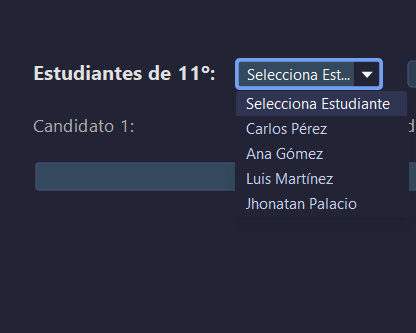 Estudiantes de 11º:
Selecciona Est...
Selecciona Estudiante
Carlos Pérez
Ana Gómez
Luis Martínez
Jhonatan Palacio
Candidato 1: